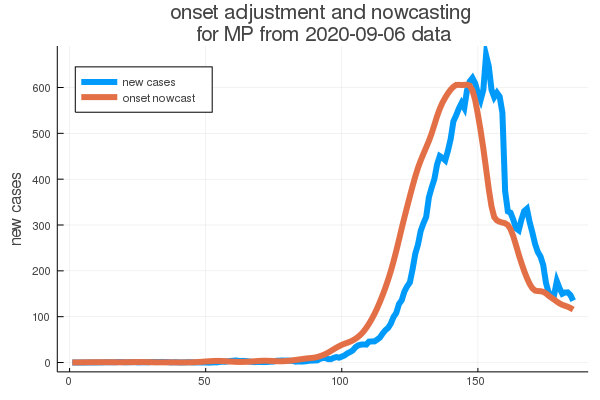 onset adjustment and nowcasting
for MP from 2020-09-06 data
new cases
onset nowcast
new cases
600
500
400
300
200
100
0
0 50 100 150